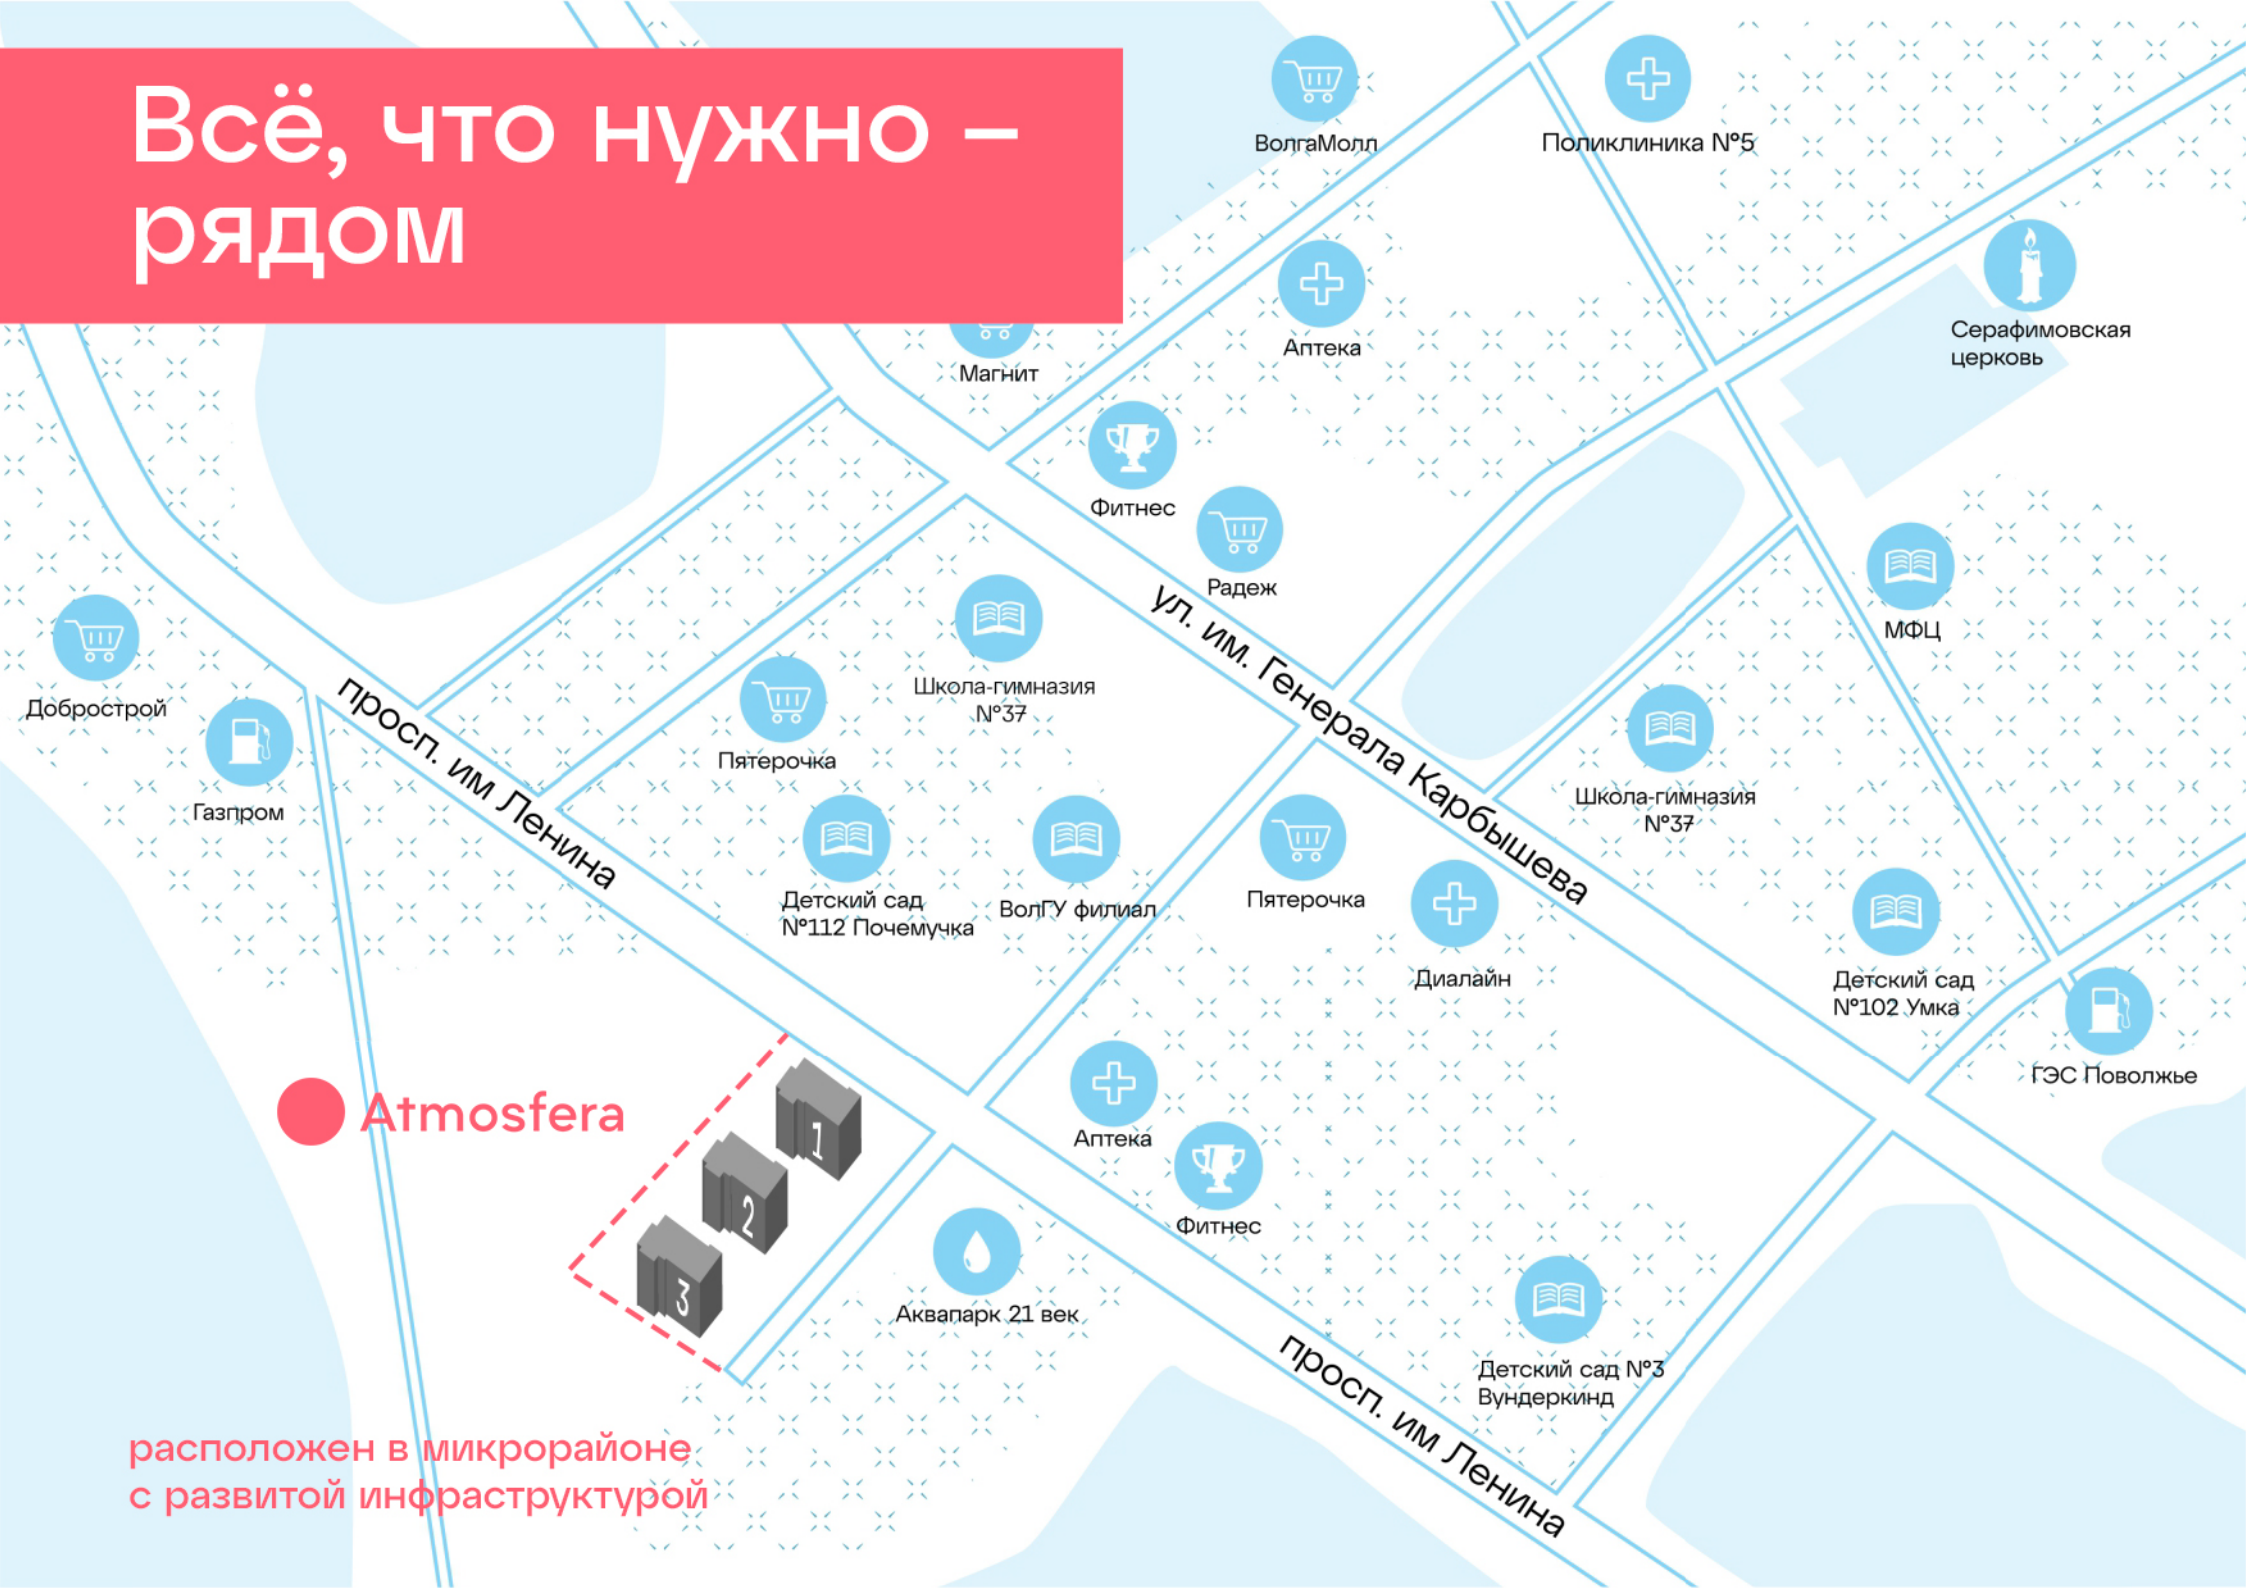 Всё, что нужно –
рядом
ВолгаМолл
Поликлиника №5
Серафимовская
церковь
Аптека
Магнит
Фитнес
Радеж
МФЦ
ул. им. Генерала Карбышева
Школа-гимназия
№37
Добрострой
Пятерочка
Газпром
просп. им Ленина
Школа-гимназия
№37
Детский сад
№112 Почемучка
ВолГУ филиал
Пятерочка
Диалайн
Детский сад
№102 Умка
ГЭС Поволжье
Atmosfera
1
2
3
Аптека
Фитнес
Аквапарк 21 век
Детский сад №3
Вундеркинд
просп. им Ленина
расположен в микрорайоне
с развитой инфраструктурой